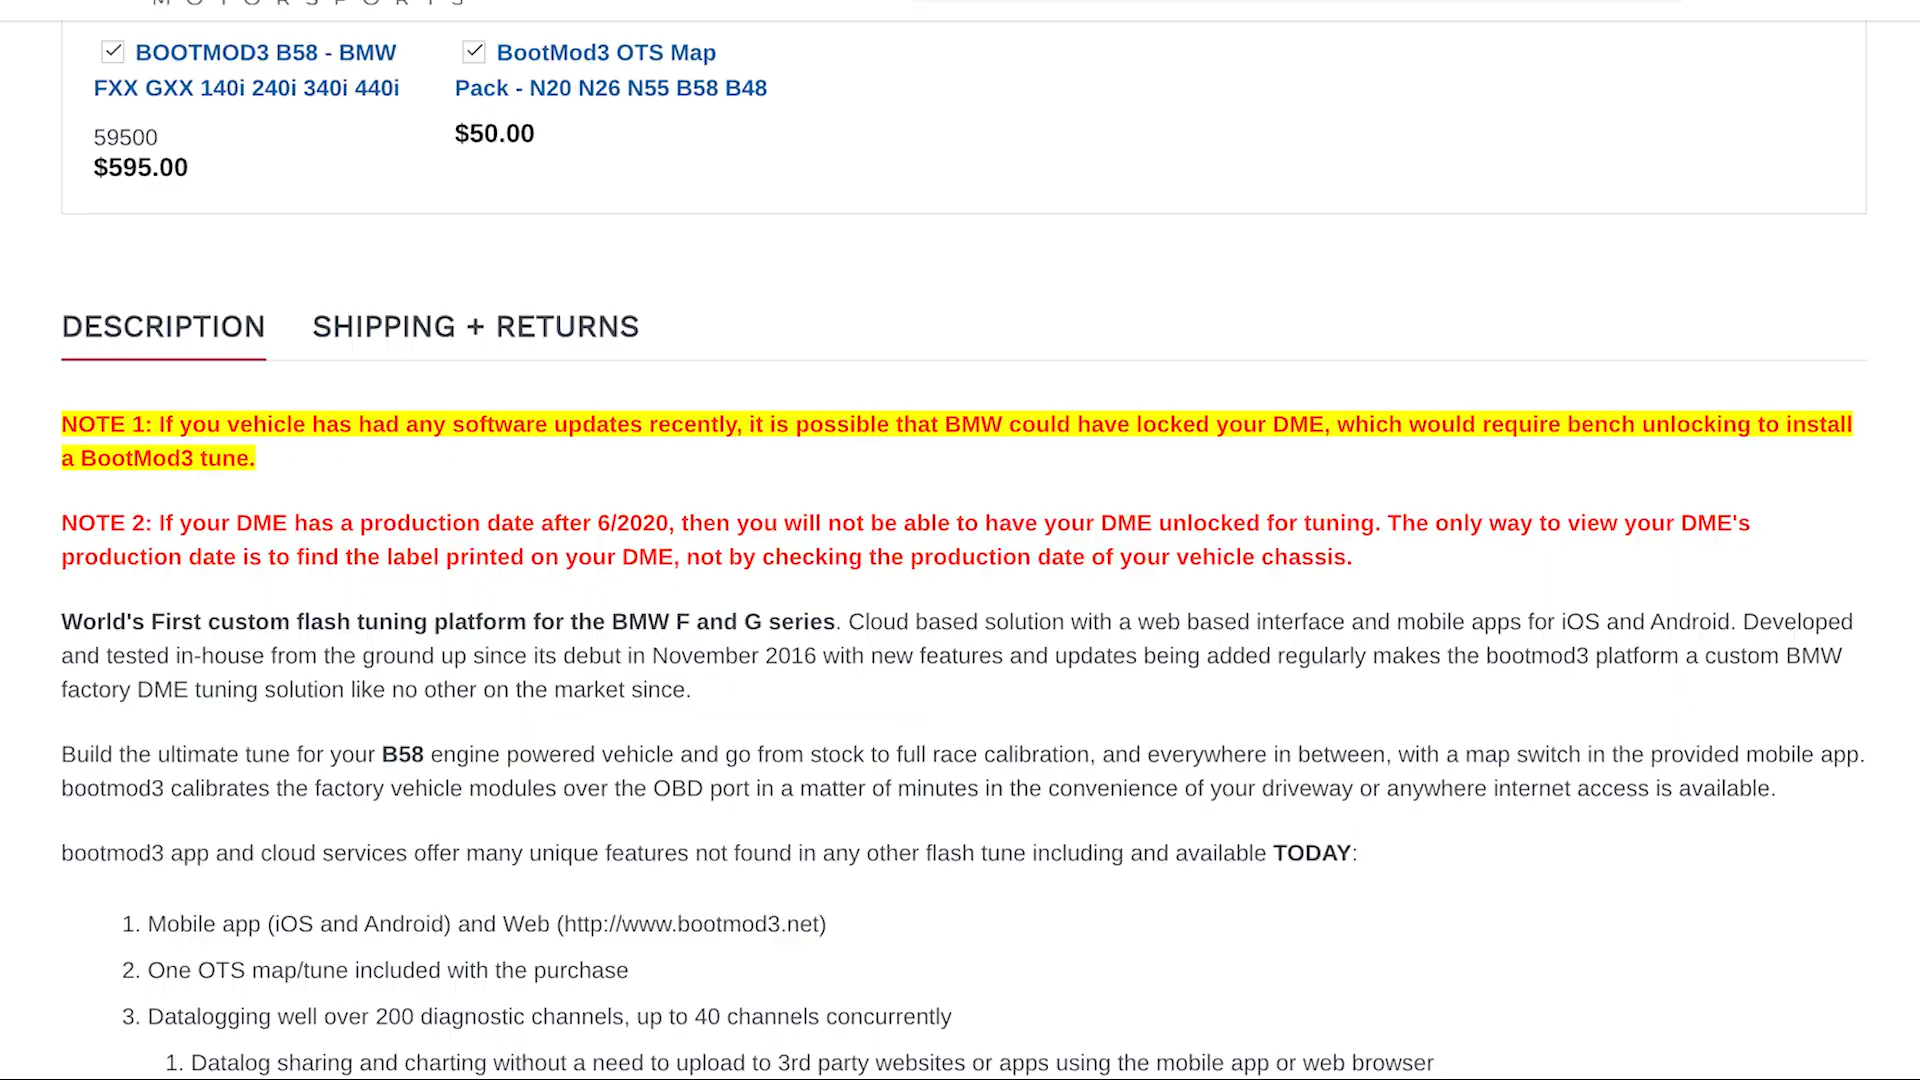 MOTORSPORTS
BOOTMOD3 B58 - BMW
FXX GXX 140i 240i 340i 440i
59500
$595.00
BootMod3 OTS Map
Pack - N20 N26 N55 B58 B48
$50.00
DESCRIPTION
SHIPPING + RETURNS
NOTE 1: If you vehicle has had any software updates recently, it is possible that BMW could have locked your DME, which would require bench unlocking to install
a BootMod3 tune.
NOTE 2: If your DME has a production date after 6/2020, then you will not be able to have your DME unlocked for tuning. The only way to view your DME's
production date is to find the label printed on your DME, not by checking the production date of your vehicle chassis.
World's First custom flash tuning platform for the BMW F and G series. Cloud based solution with a web based interface and mobile apps for iOS and Android. Developed
and tested in-house from the ground up since its debut in November 2016 with new features and updates being added regularly makes the bootmod3 platform a custom BMW
factory DME tuning solution like no other on the market since.
Build the ultimate tune for your B58 engine powered vehicle and go from stock to full race calibration, and everywhere in between, with a map switch in the provided mobile app.
bootmod3 calibrates the factory vehicle modules over the OBD port in a matter of minutes in the convenience of your driveway or anywhere internet access is available.
bootmod3 app and cloud services offer many unique features not found in any other flash tune including and available TODAY:
1. Mobile app (iOS and Android) and Web (http://www.bootmod3.net)
2. One OTS map/tune included with the purchase
3. Datalogging well over 200 diagnostic channels, up to 40 channels concurrently
1. Datalog sharing and charting without a need to upload to 3rd party websites or apps using the mobile app or web browser